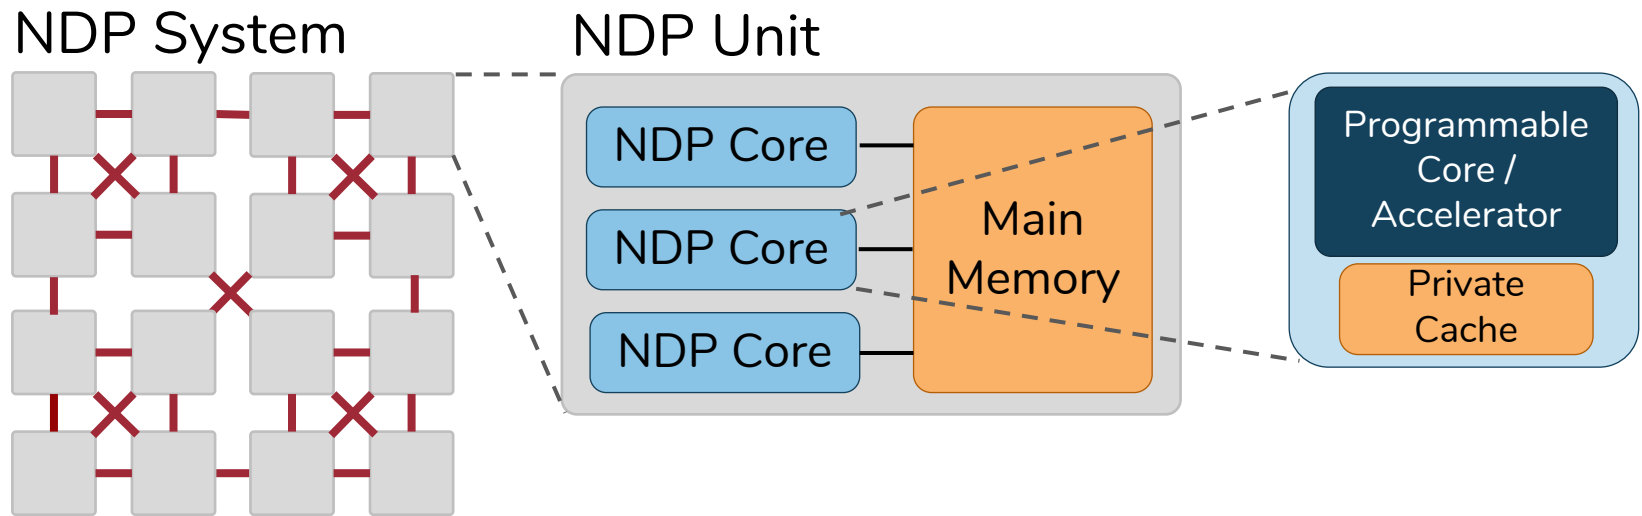 NDP System
NDP Unit
NDP Core
NDP Core
NDP Core
Main
Memory
Programmable
Core /
Accelerator
Private
Cache